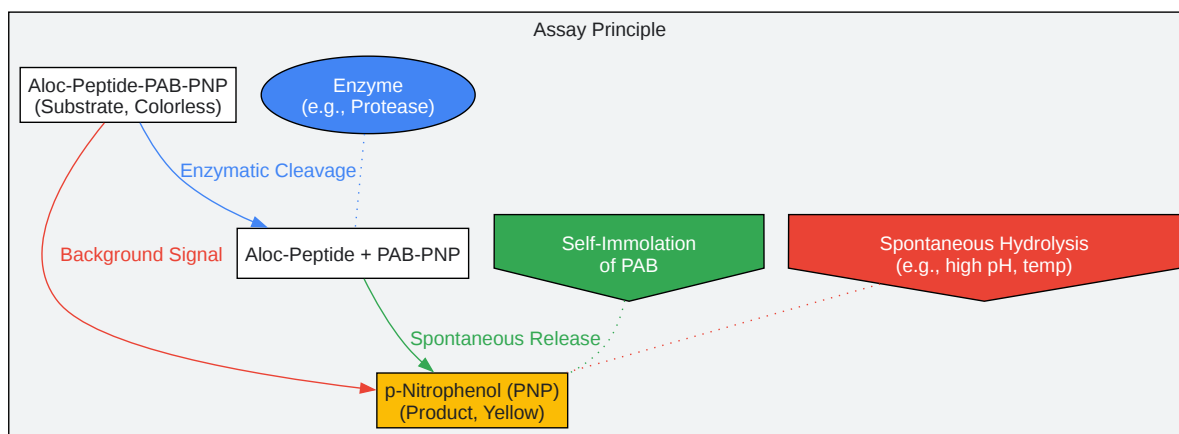 Assay Principle
Aloc-Peptide-PAB-PNP
(Substrate, Colorless)
Enzyme
(e.g., Protease)
Enzymatic Cleavage
Background Signal
Aloc-Peptide + PAB-PNP
Self-Immolation
of PAB
Spontaneous Hydrolysis
(e.g., high pH, temp)
Spontaneous Release
p-Nitrophenol (PNP)
(Product, Yellow)